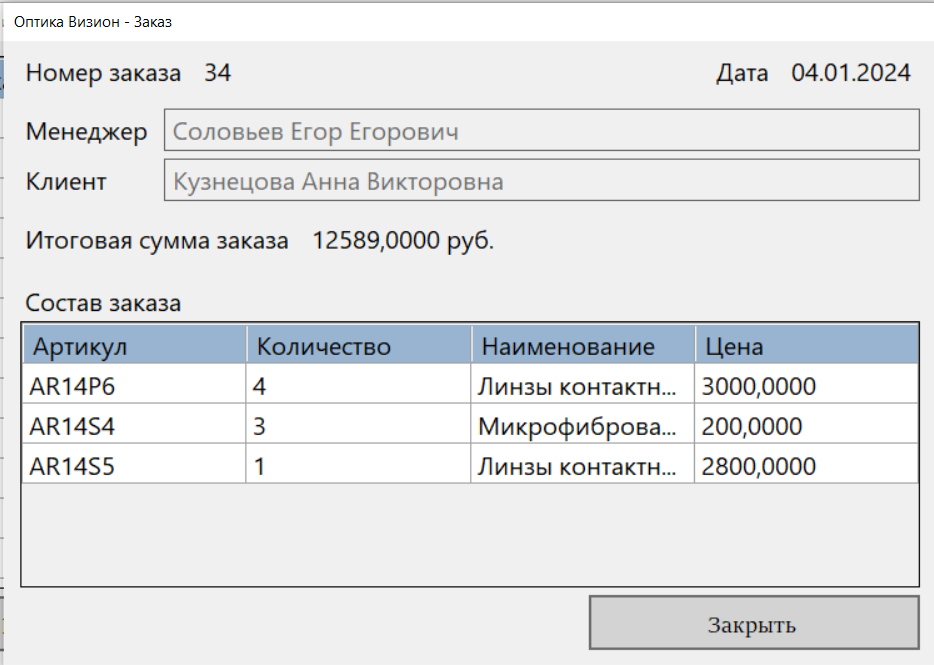 Оптика Визион - Заказ
Номер заказа 34 Дата 04.01.2024
Менеджер Соловьев Егор Егорович
Клиент Кузнецова Анна Викторовна
Итоговая сумма заказа 12589,0000 руб.
Состав заказа
Артикул Количество Наименование Цена
AR14P6 4 Линзы контактн... 3000,0000
AR14S4 3 Микрофиброва... 200,0000
AR14S5 1 Линзы контактн... 2800,0000
Закрыть